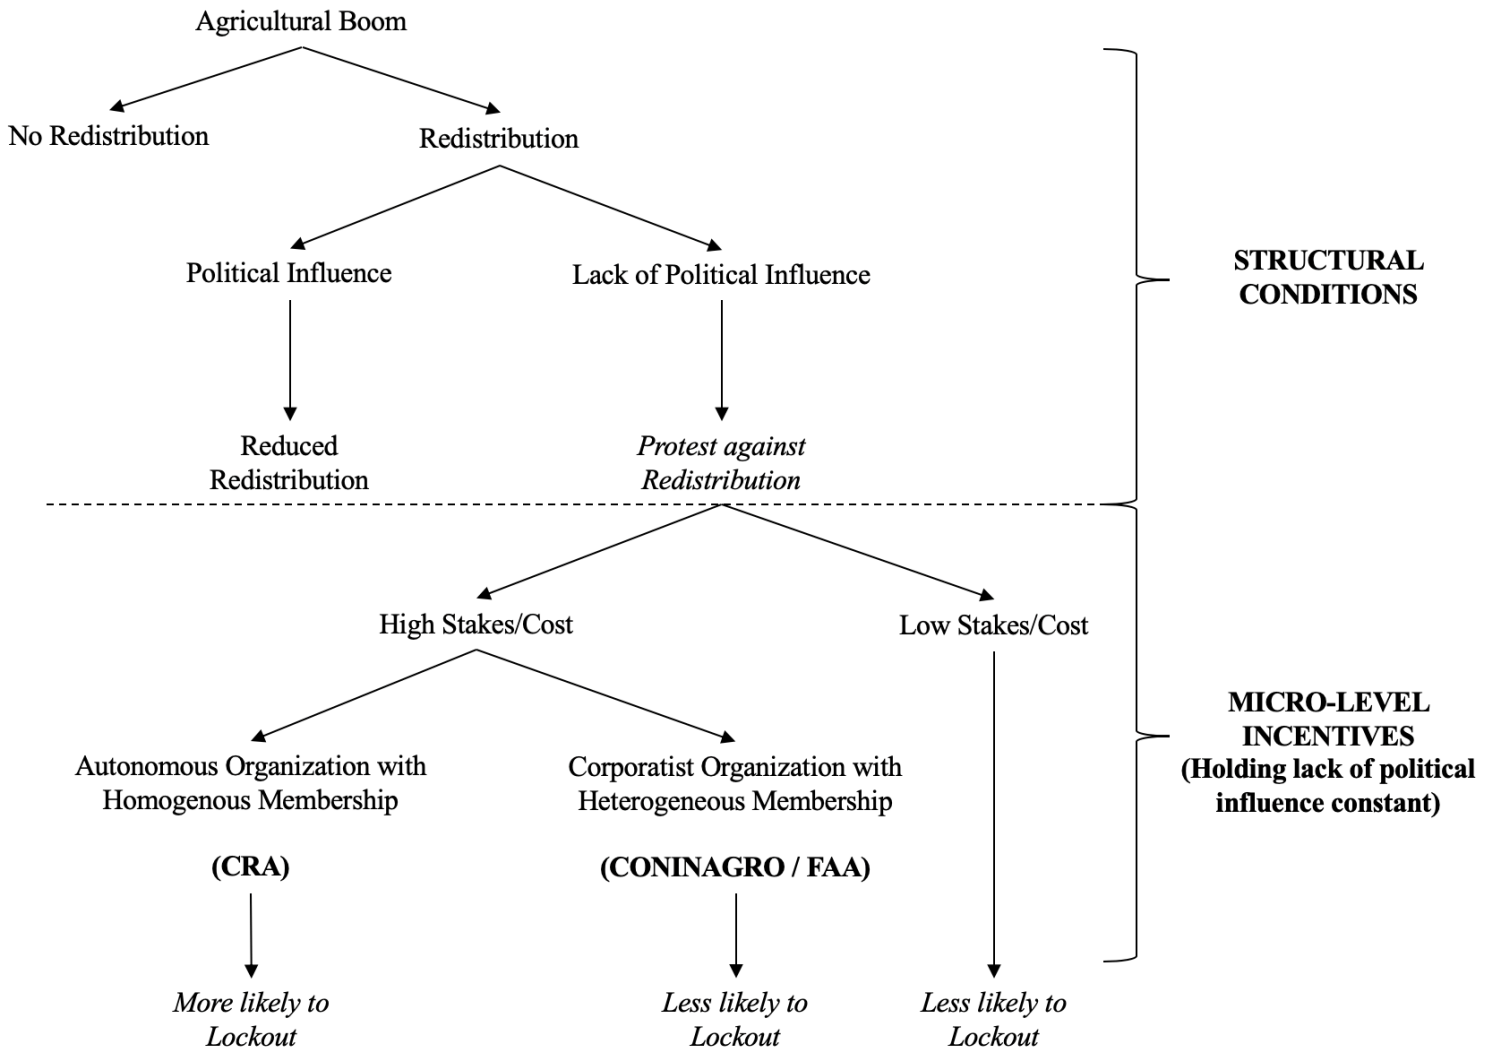 Agricultural Boom
No Redistribution
Redistribution
Political Influence
Lack of Political Influence
STRUCTURAL
CONDITIONS
Reduced
Redistribution
Protest against
Redistribution
High Stakes/Cost
Low Stakes/Cost
MICRO-LEVEL
INCENTIVES
(Holding lack of political
influence constant)
Autonomous Organization with
Homogenous Membership
(CRA)
Corporatist Organization with
Heterogeneous Membership
(CONINAGRO / FAA)
More likely to
Lockout
Less likely to
Lockout
Less likely to
Lockout